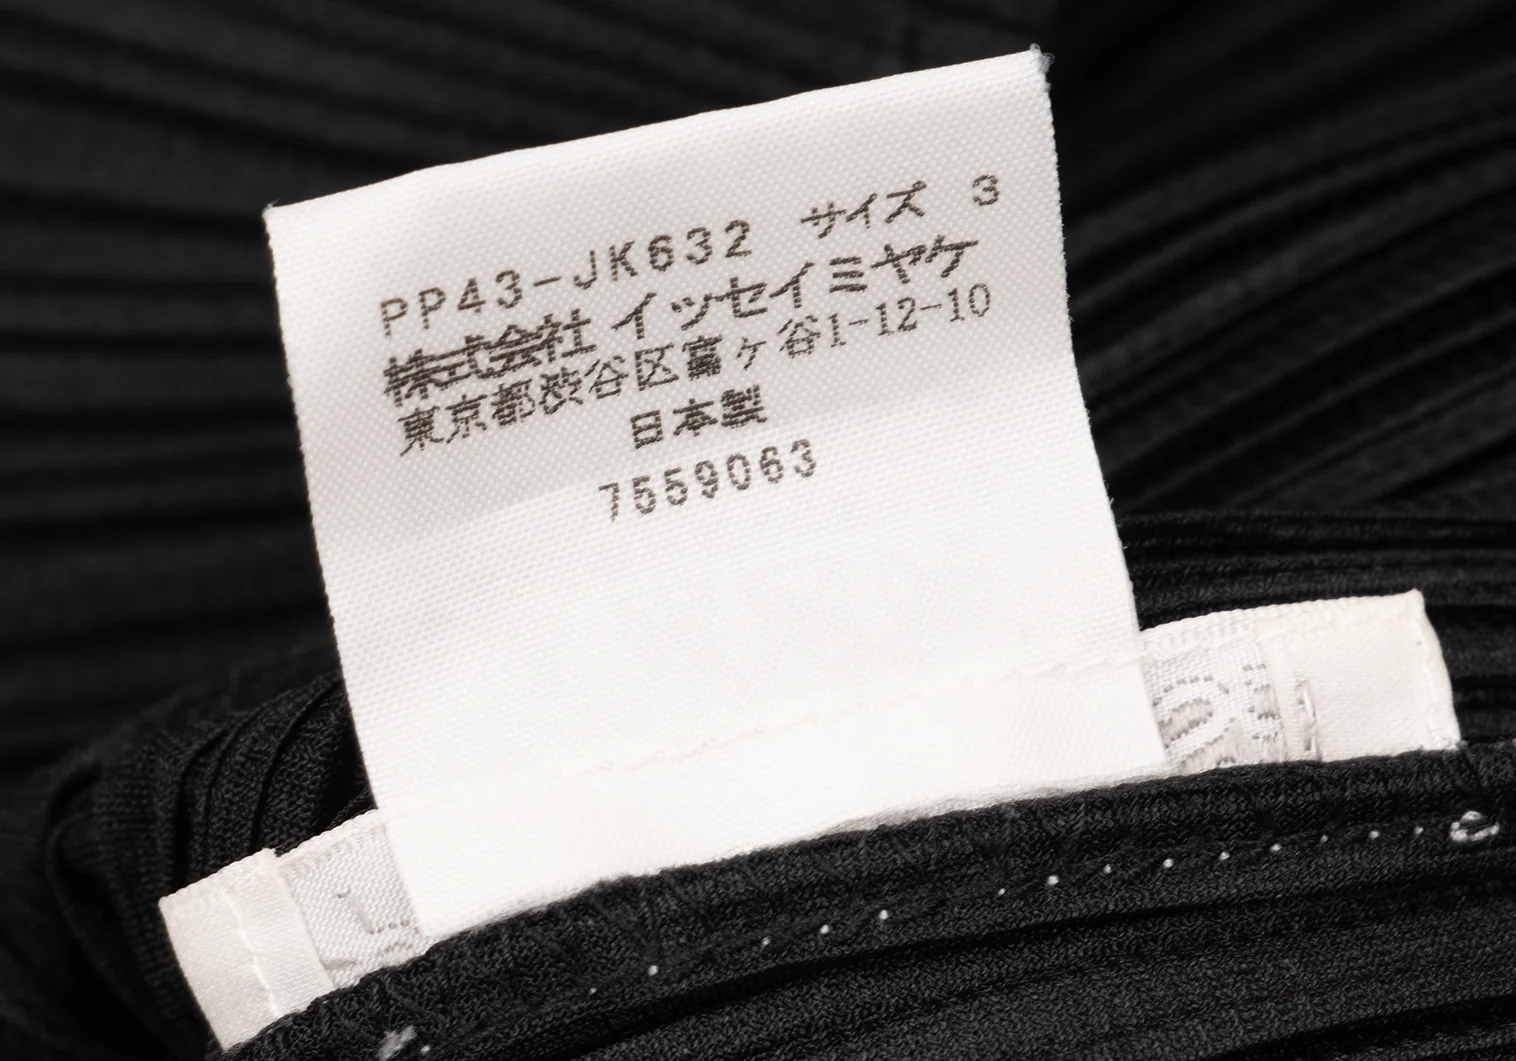 PP43-JK632 サイズ 3
株式会社 イッセイミヤケ
東京都渋谷区富ヶ谷1-12-10
日本製
7559063